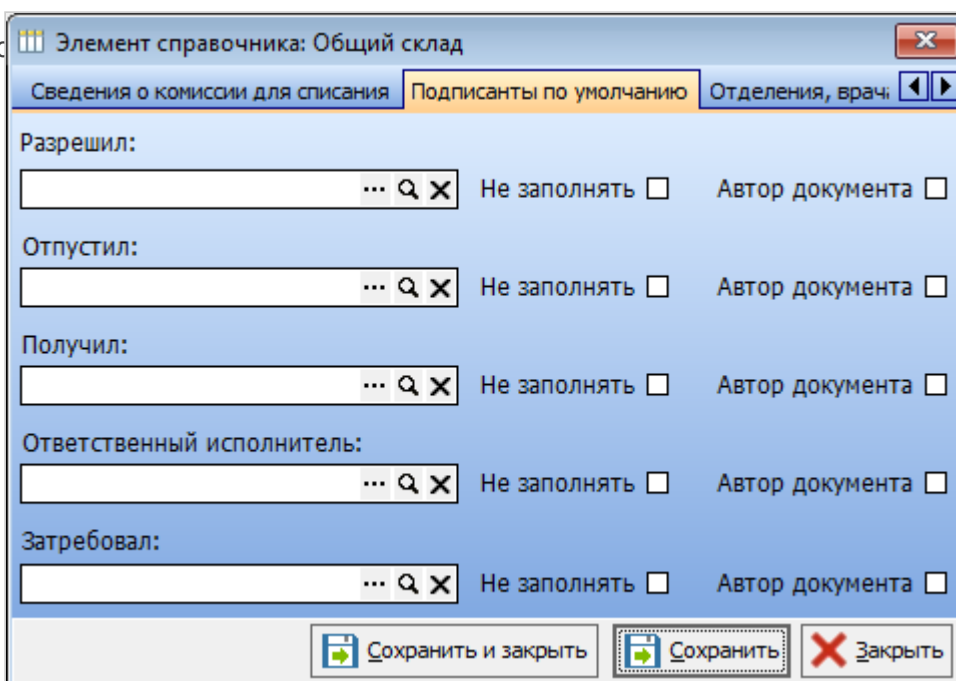 Элемент справочника: Общий склад
Сведения о комиссии для списания Подписанты по умолчанию Отделения,
Разрешил:
Не заполнять Автор документа
Отпустил:
Не заполнять Автор документа
Получил:
Не заполнять Автор документа
Ответственный исполнитель:
Не заполнять Автор документа
Затребовал:
Не заполнять Автор документа
Сохранить и закрыть Сохранить Закрыть